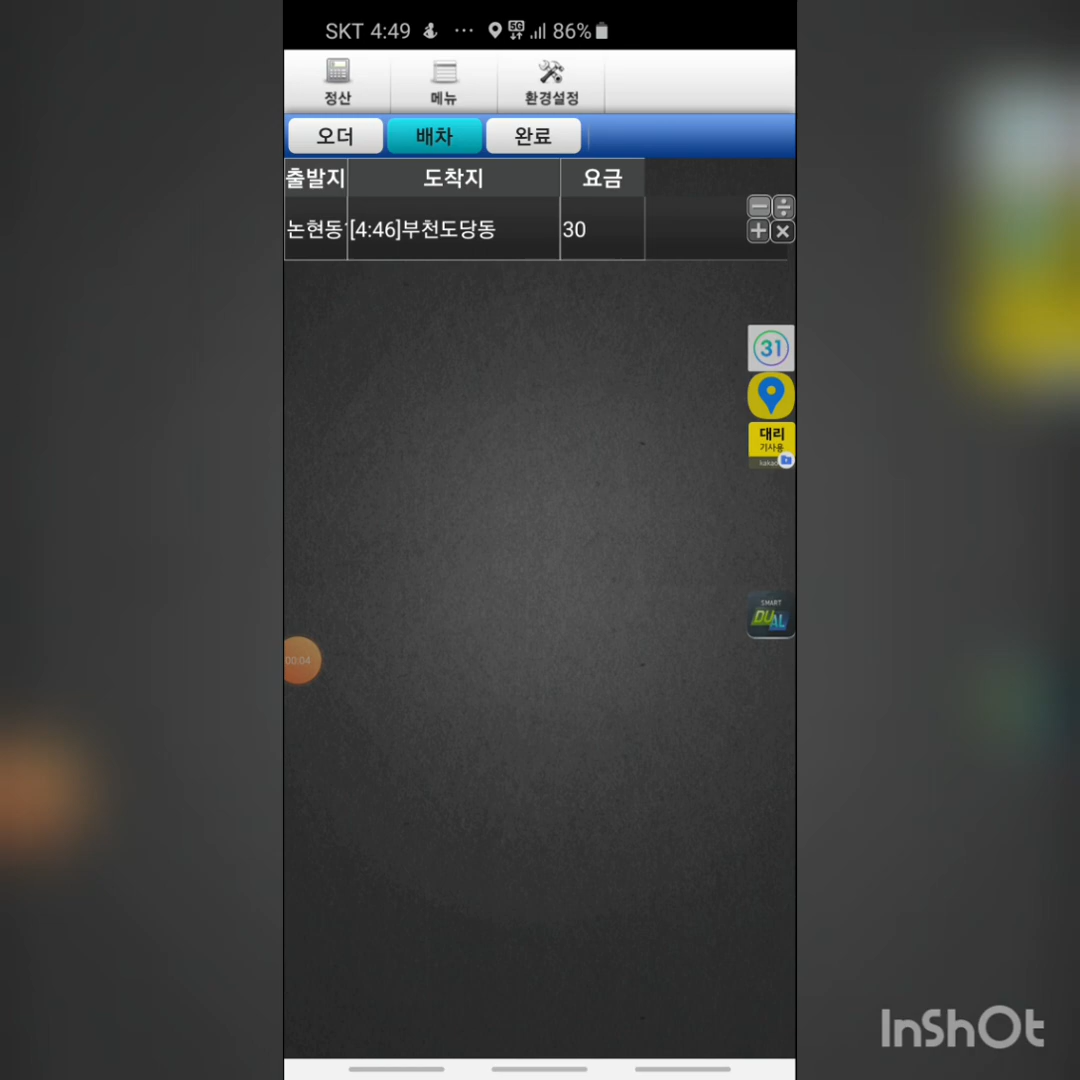 SKT 4:49 ... 5G 86%
정산 메뉴 환경설정
오더 배차 완료
출발지 도착지 요금
논현동 [4:46]부천도당동 30
31
대리
기사용
kakao
SMART
DUAL
00:04
InShOt